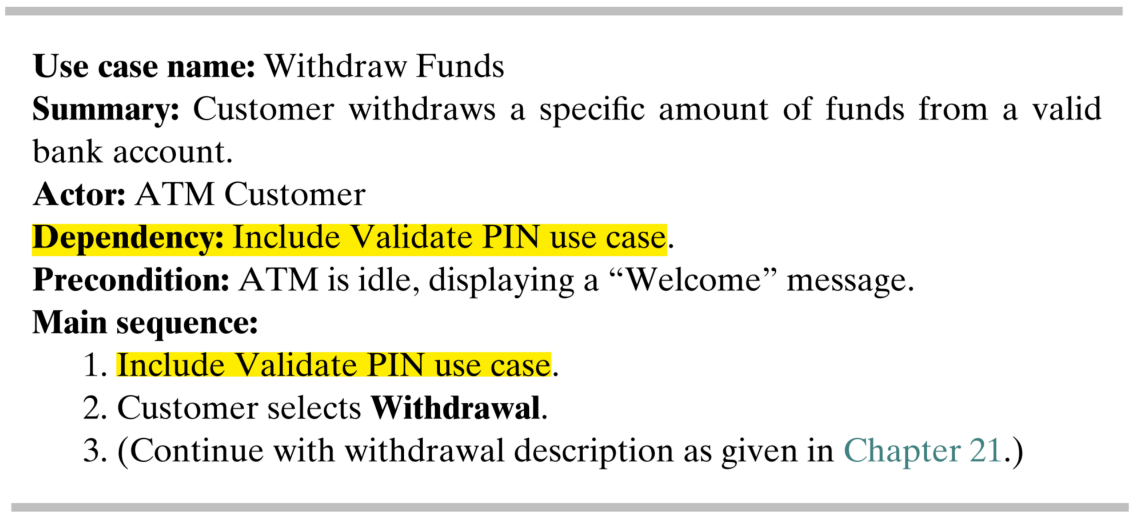 Use case name: Withdraw Funds
Summary: Customer withdraws a specific amount of funds from a valid
bank account.
Actor: ATM Customer
Dependency: Include Validate PIN use case.
Precondition: ATM is idle, displaying a “Welcome” message.
Main sequence:
1. Include Validate PIN use case.
2. Customer selects Withdrawal.
3. (Continue with withdrawal description as given in Chapter 21.)